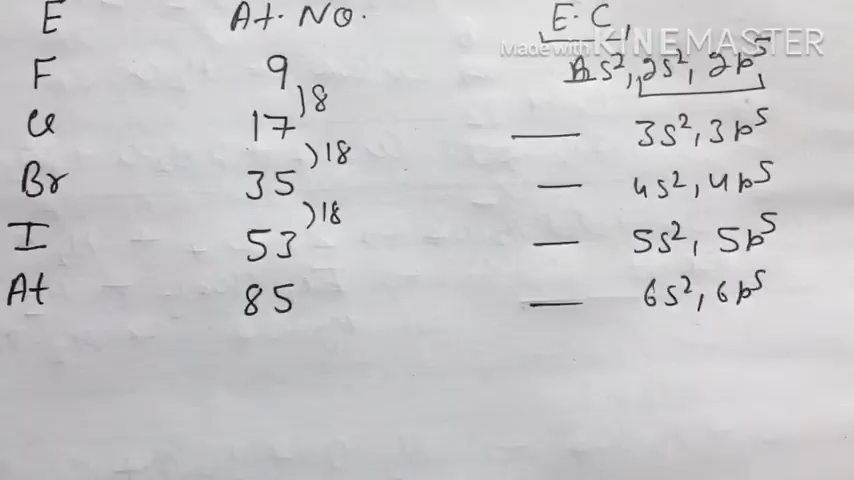 E At. No. E.C,
Made with KINEMASTER
F 9 1s², 2s², 2p⁵
)8
Cl 17 — 3s², 3p⁵
)18
Br 35 — 4s², 4p⁵
)18
I 53 — 5s², 5p⁵
At 85 — 6s², 6p⁵